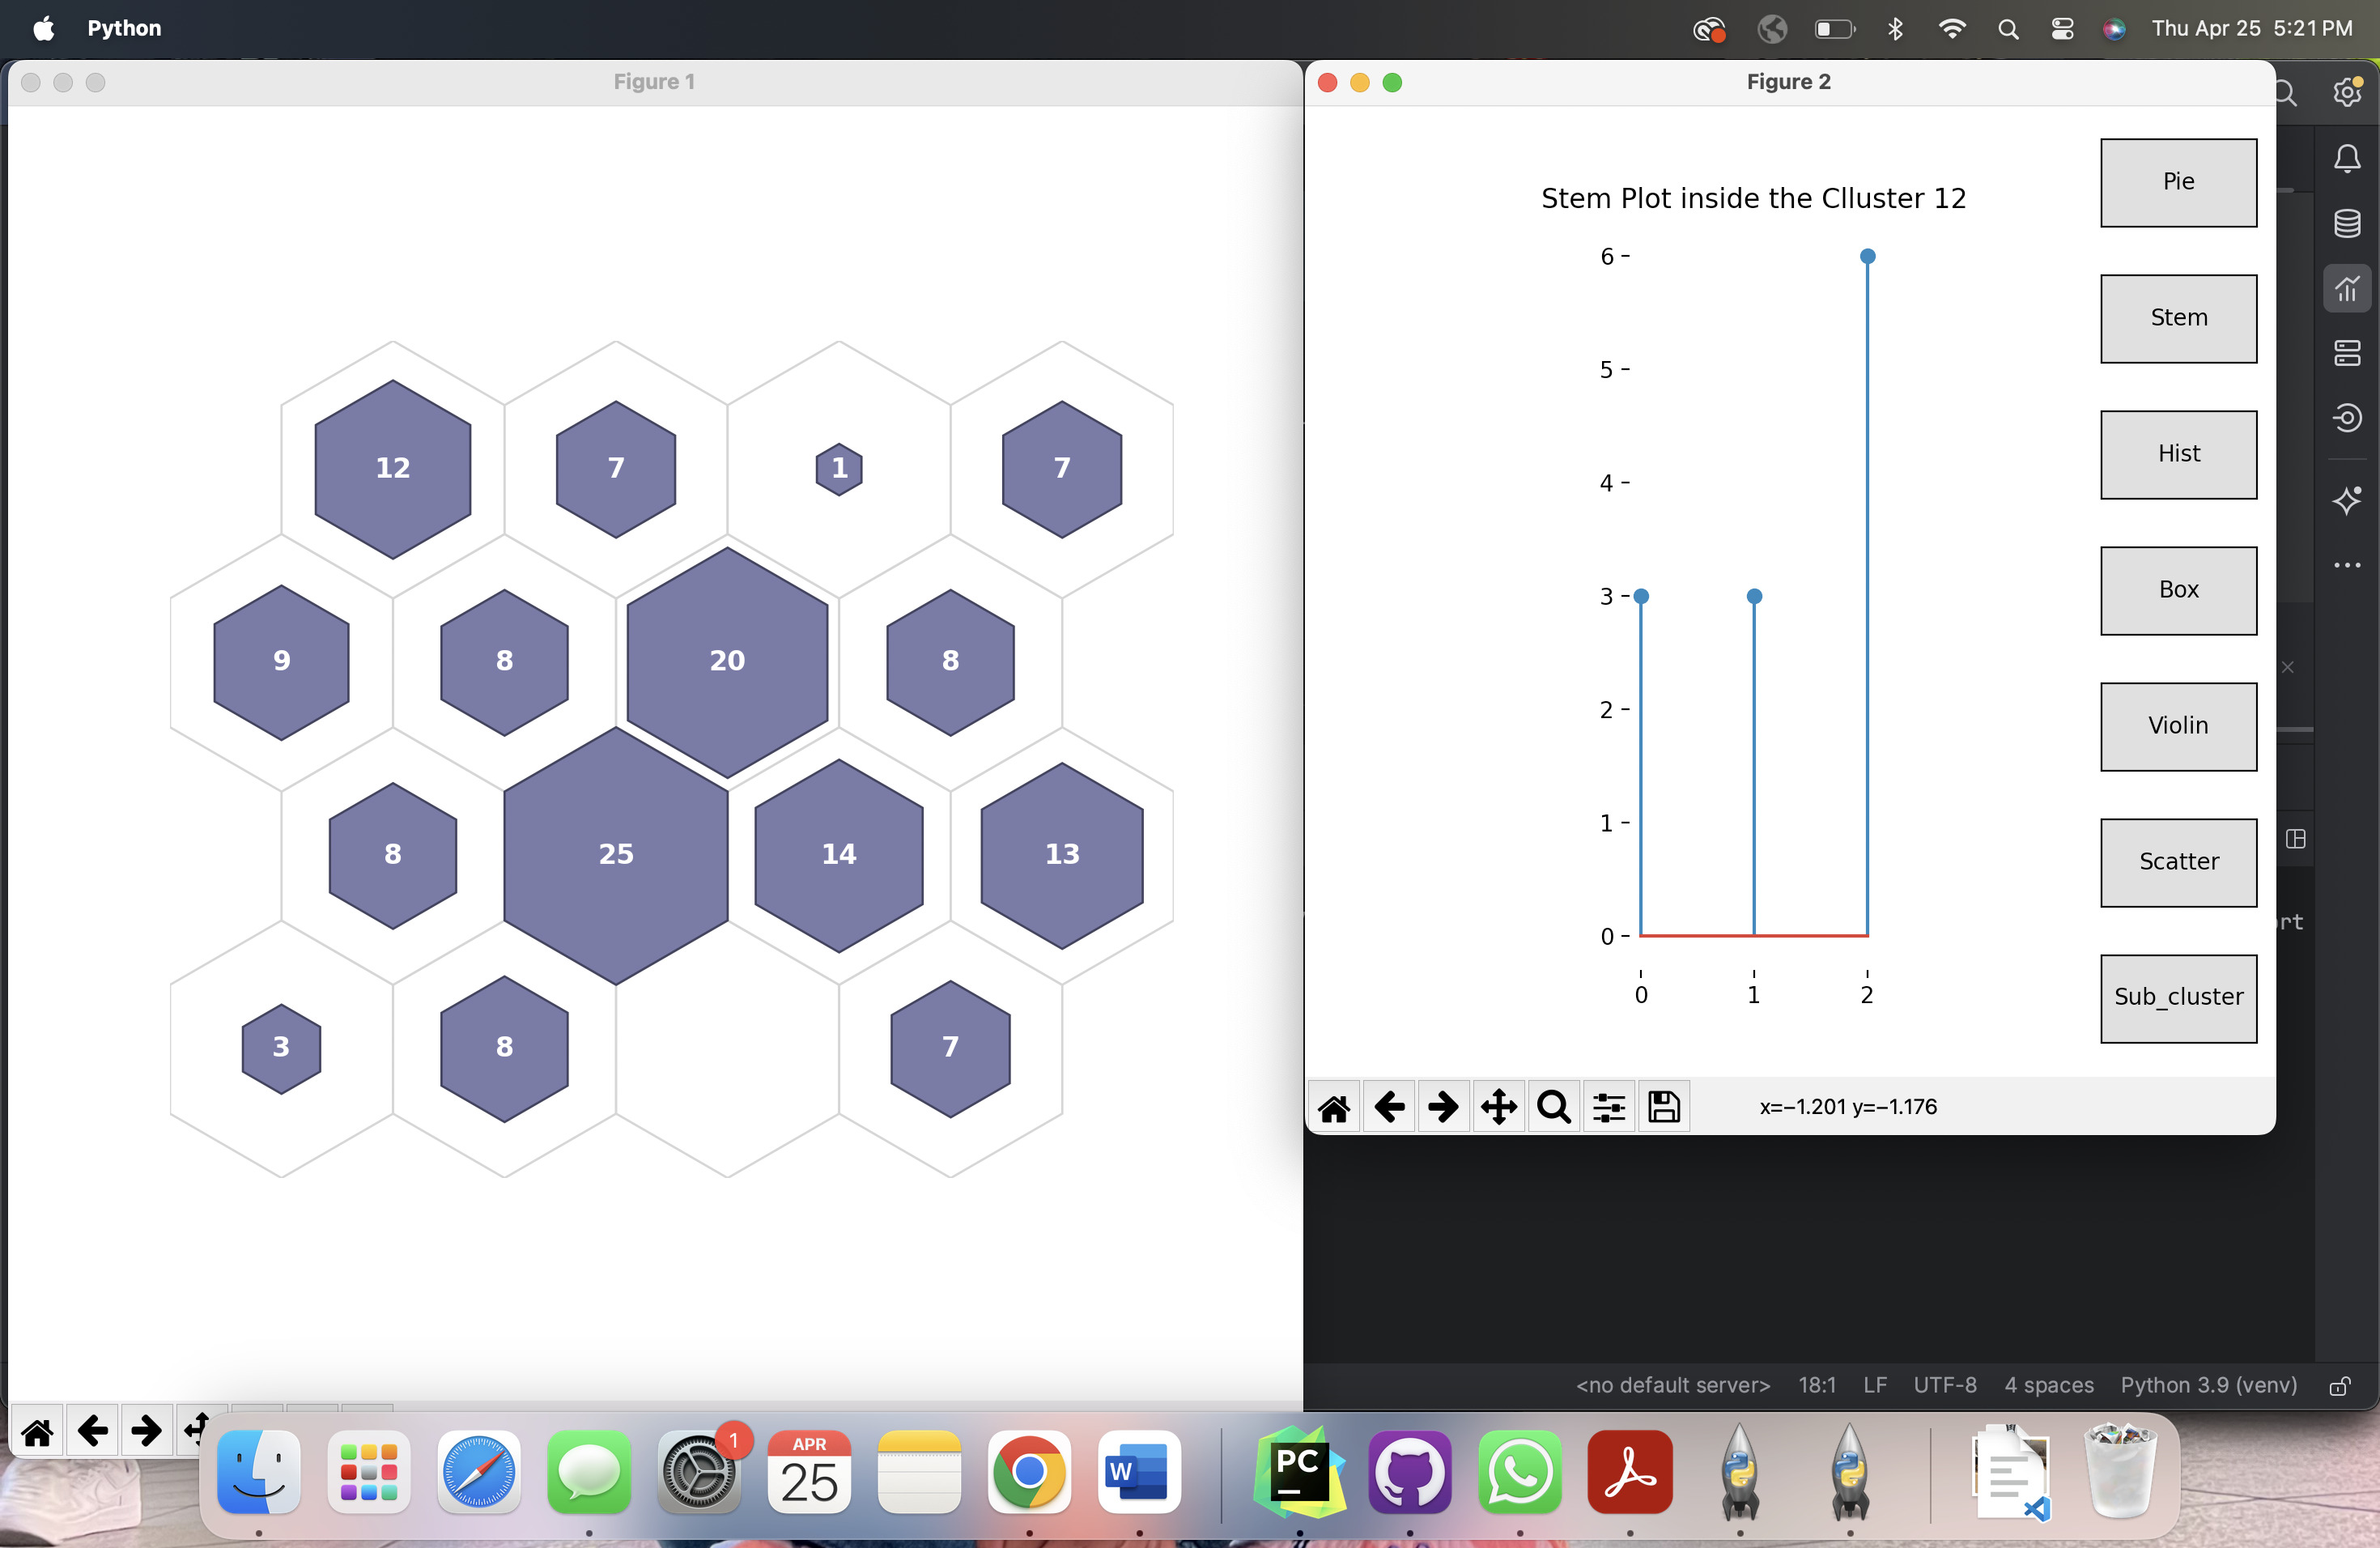 Python
Thu Apr 25 5:21 PM
Figure 1
12 7 1 7
9 8 20 8
8 25 14 13
3 8 7
Figure 2
Stem Plot inside the Clluster 12
6
5
4
3
2
1
0
0 1 2
Pie
Stem
Hist
Box
Violin
Scatter
Sub_cluster
x=−1.201 y=−1.176
<no default server> 18:1 LF UTF-8 4 spaces Python 3.9 (venv)
1
APR
25
W
PC